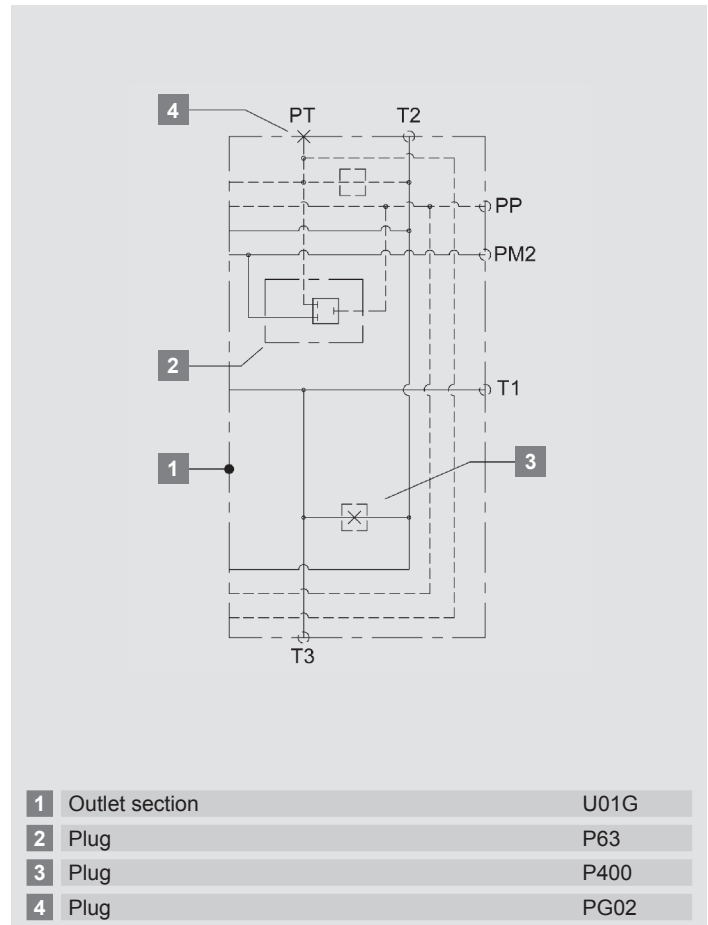 4 PT T2
PP
PM2
2
T1
1
3
T3
1 Outlet section U01G
2 Plug P63
3 Plug P400
4 Plug PG02